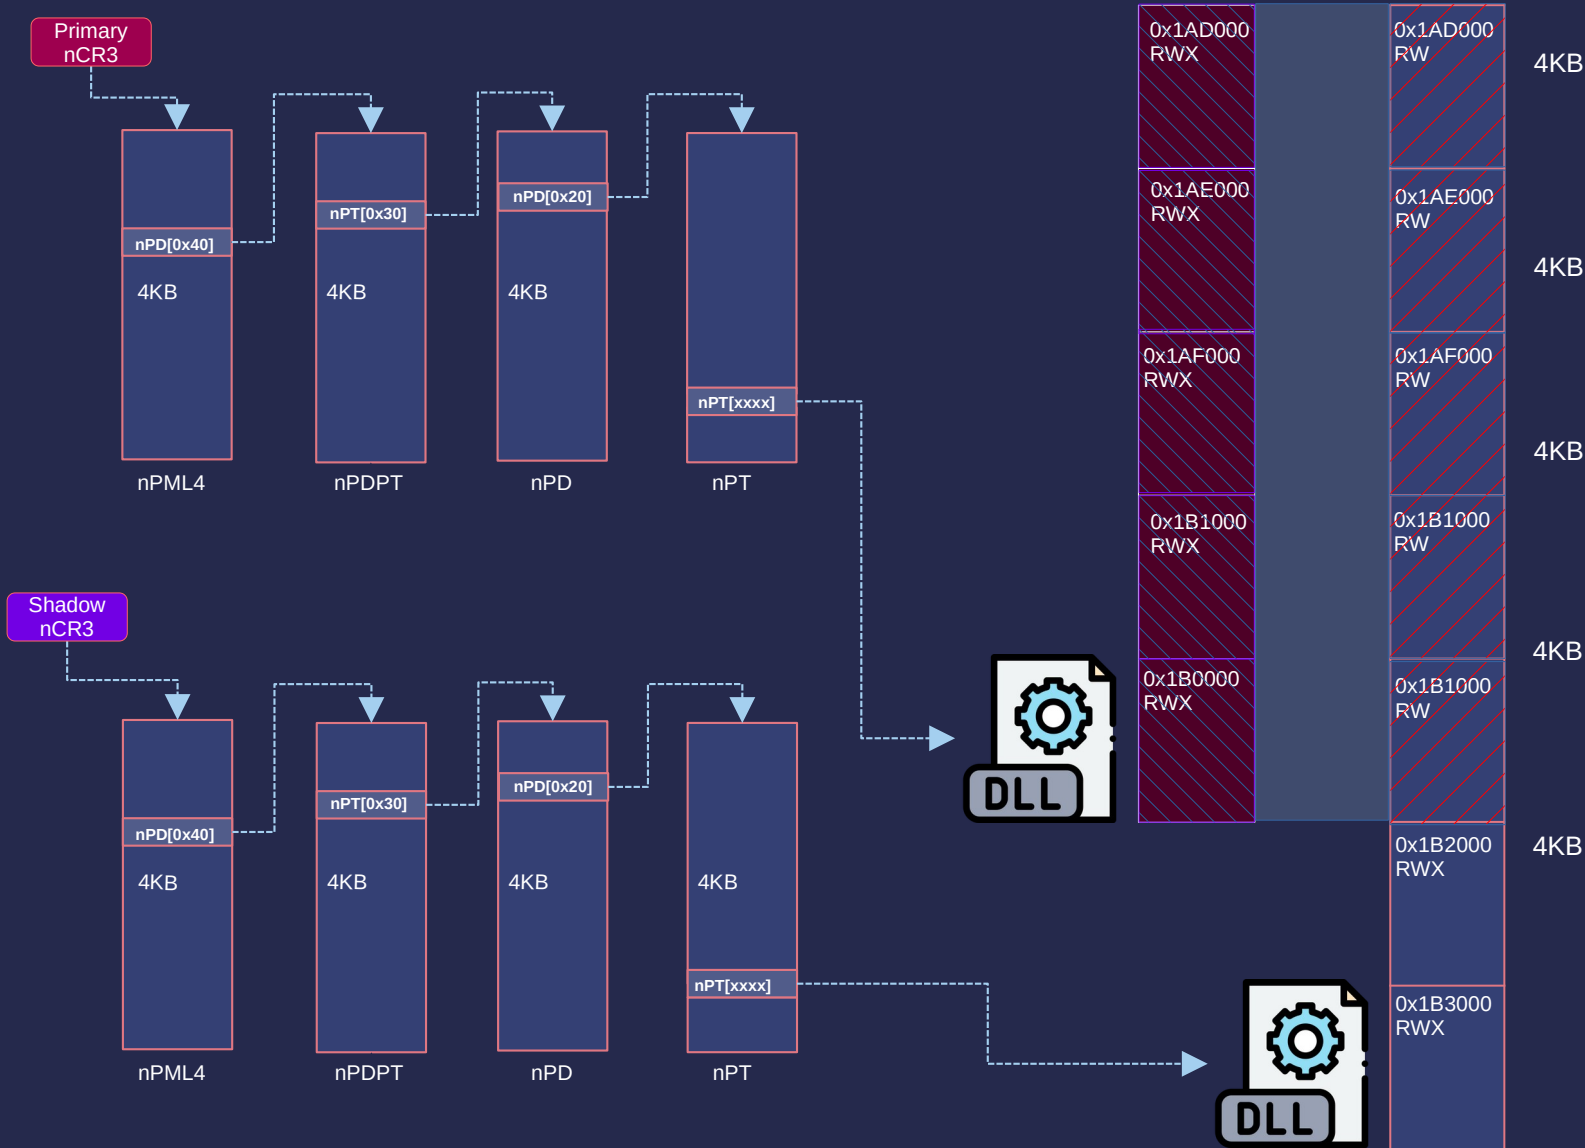 Primary
nCR3
nPD[0x40]
4KB
nPML4
nPT[0x30]
4KB
nPDPT
nPD[0x20]
4KB
nPD
nPT[xxxx]
nPT
Shadow
nCR3
nPD[0x40]
4KB
nPML4
nPT[0x30]
4KB
nPDPT
nPD[0x20]
4KB
nPD
4KB
nPT[xxxx]
nPT
DLL
DLL
0x1AD000
RWX
0x1AE000
RWX
0x1AF000
RWX
0x1B1000
RWX
0x1B0000
RWX
0x1AD000
RW
0x1AE000
RW
0x1AF000
RW
0x1B1000
RW
0x1B1000
RW
0x1B2000
RWX
0x1B3000
RWX
4KB
4KB
4KB
4KB
4KB